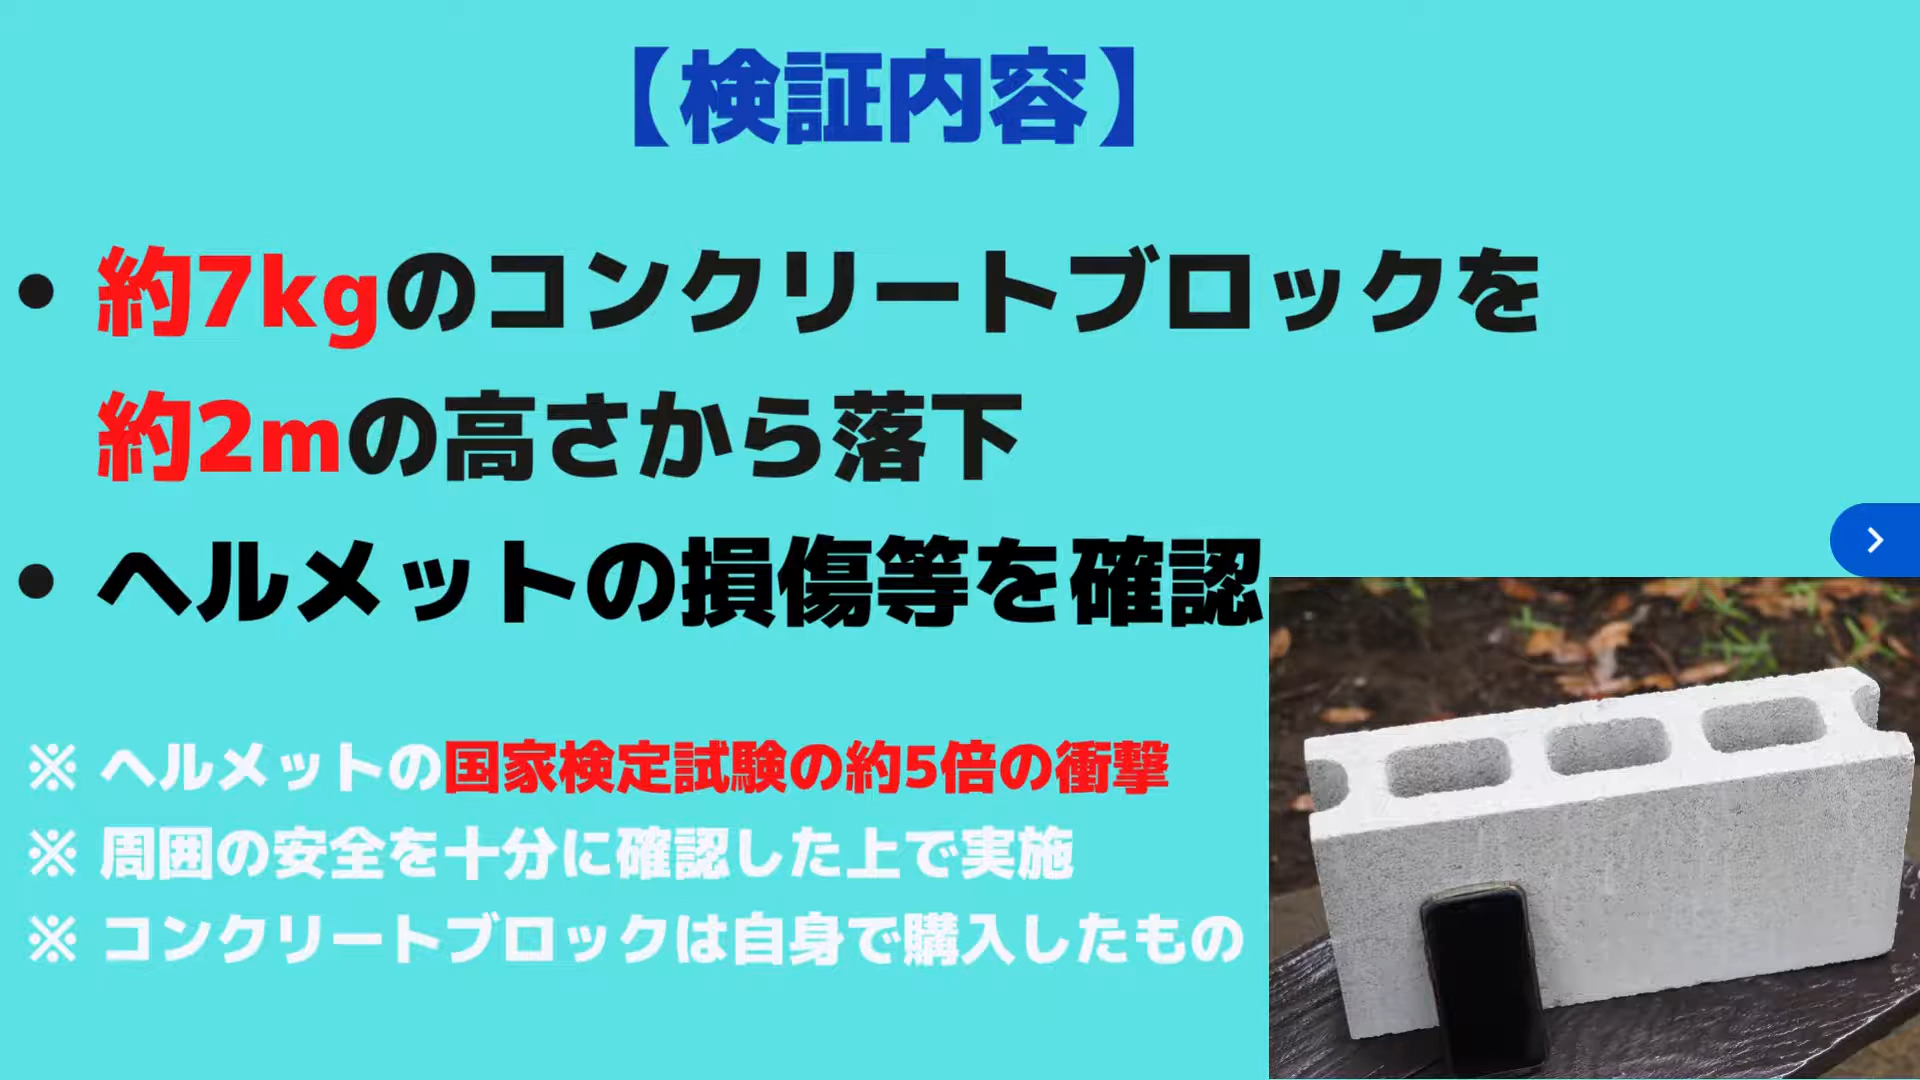 【検証内容】
• 約7kgのコンクリートブロックを
約2mの高さから落下
• ヘルメットの損傷等を確認
※ ヘルメットの国家検定試験の約5倍の衝撃
※ 周囲の安全を十分に確認した上で実施
※ コンクリートブロックは自身で購入したもの